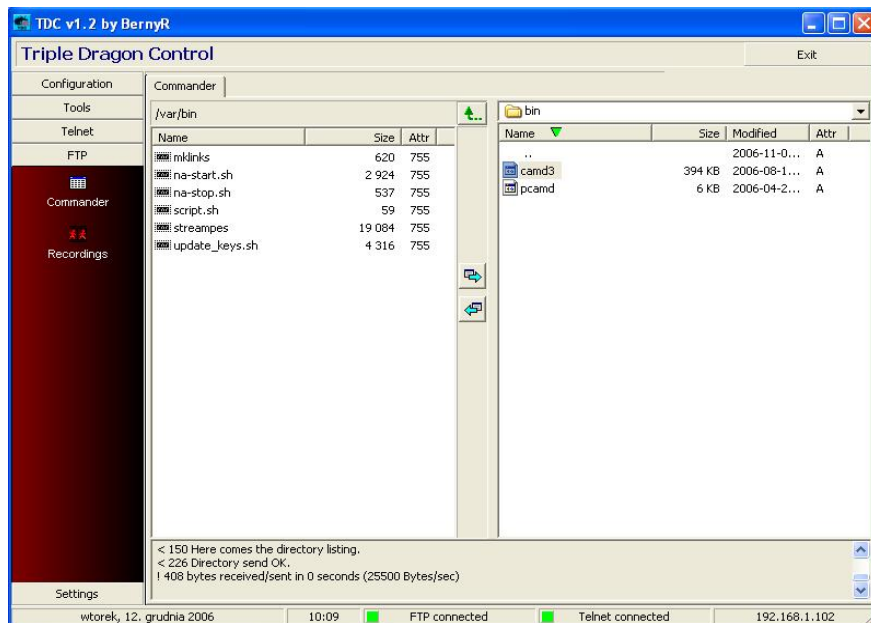 TDC v1.2 by BernyR
Triple Dragon Control
Exit
Configuration
Tools
Telnet
FTP
Commander
Recordings
Settings
Commander
/var/bin
Name Size Attr
mklinks 620 755
na-start.sh 2 924 755
na-stop.sh 537 755
script.sh 59 755
streampes 19 084 755
update_keys.sh 4 316 755
bin
Name Size Modified Attr
.. 2006-11-0... A
camd3 394 KB 2006-08-1... A
pcamd 6 KB 2006-04-2... A
< 150 Here comes the directory listing.
< 226 Directory send OK.
! 408 bytes received/sent in 0 seconds (25500 Bytes/sec)
wtorek, 12. grudnia 2006 10:09 FTP connected Telnet connected 192.168.1.102